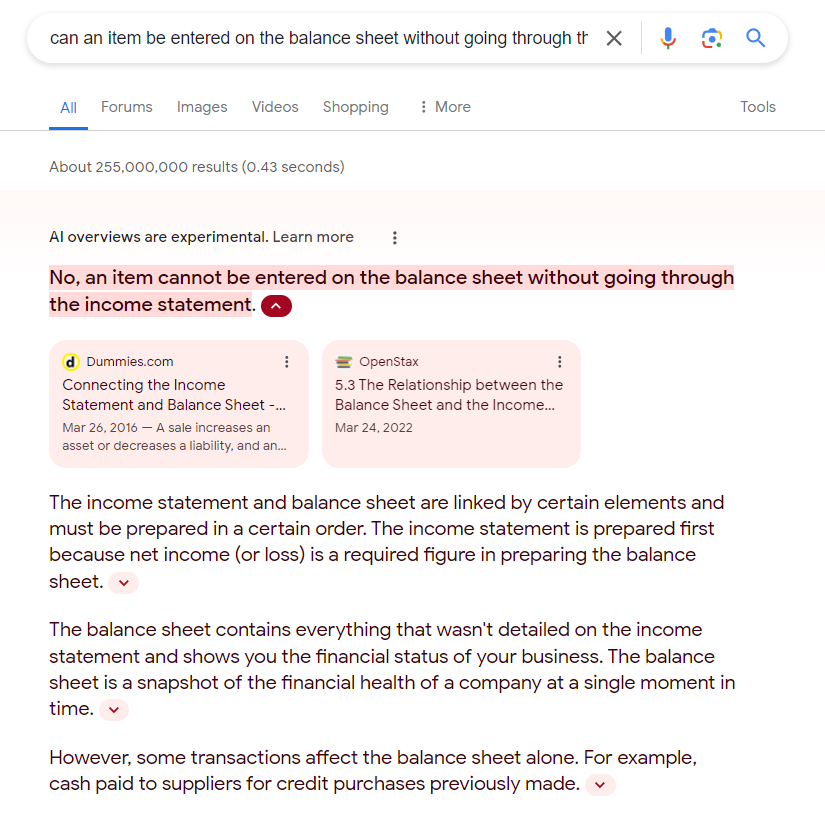 can an item be entered on the balance sheet without going through th
All
Forums
Images
Videos
Shopping
More
Tools
About 255,000,000 results (0.43 seconds)
AI overviews are experimental. Learn more
No, an item cannot be entered on the balance sheet without going through
the income statement.
d Dummies.com
Connecting the Income
Statement and Balance Sheet -...
Mar 26, 2016 — A sale increases an
asset or decreases a liability, and an...
OpenStax
5.3 The Relationship between the
Balance Sheet and the Income...
Mar 24, 2022
The income statement and balance sheet are linked by certain elements and
must be prepared in a certain order. The income statement is prepared first
because net income (or loss) is a required figure in preparing the balance
sheet.
The balance sheet contains everything that wasn't detailed on the income
statement and shows you the financial status of your business. The balance
sheet is a snapshot of the financial health of a company at a single moment in
time.
However, some transactions affect the balance sheet alone. For example,
cash paid to suppliers for credit purchases previously made.